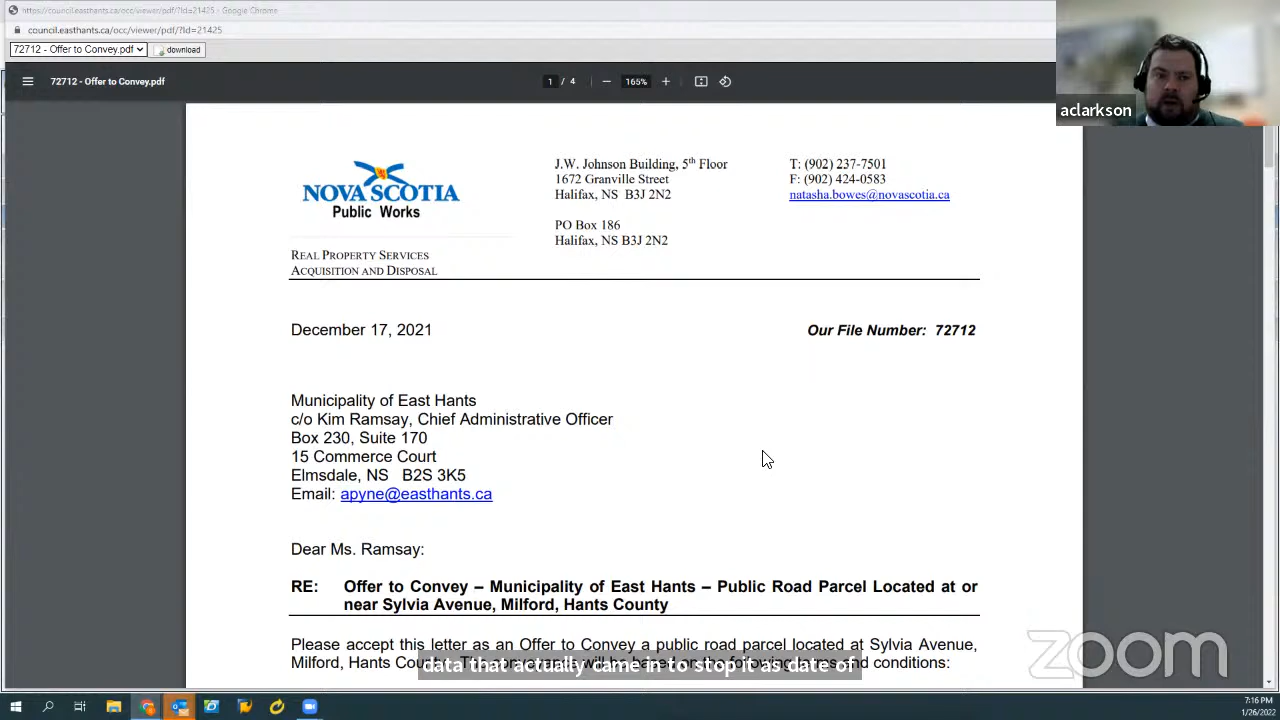 https://council.easthants.ca/occ/viewer/pdf/?Id=21425 - Google Chrome
council.easthants.ca/occ/viewer/pdf/?Id=21425
72712 - Offer to Convey.pdf download
72712 - Offer to Convey.pdf 1 / 4 165%
aclarkson
NOVA SCOTIA
Public Works
REAL PROPERTY SERVICES
ACQUISITION AND DISPOSAL
J.W. Johnson Building, 5th Floor
1672 Granville Street
Halifax, NS B3J 2N2
PO Box 186
Halifax, NS B3J 2N2
T: (902) 237-7501
F: (902) 424-0583
natasha.bowes@novascotia.ca
December 17, 2021
Our File Number: 72712
Municipality of East Hants
c/o Kim Ramsay, Chief Administrative Officer
Box 230, Suite 170
15 Commerce Court
Elmsdale, NS B2S 3K5
Email: apyne@easthants.ca
Dear Ms. Ramsay:
RE: Offer to Convey – Municipality of East Hants – Public Road Parcel Located at or
near Sylvia Avenue, Milford, Hants County
Please accept this letter as an Offer to Convey a public road parcel located at Sylvia Avenue,
Milford, Hants and conditions:
data that actually came in to stop it as date of
zoom
7:16 PM
1/26/2022